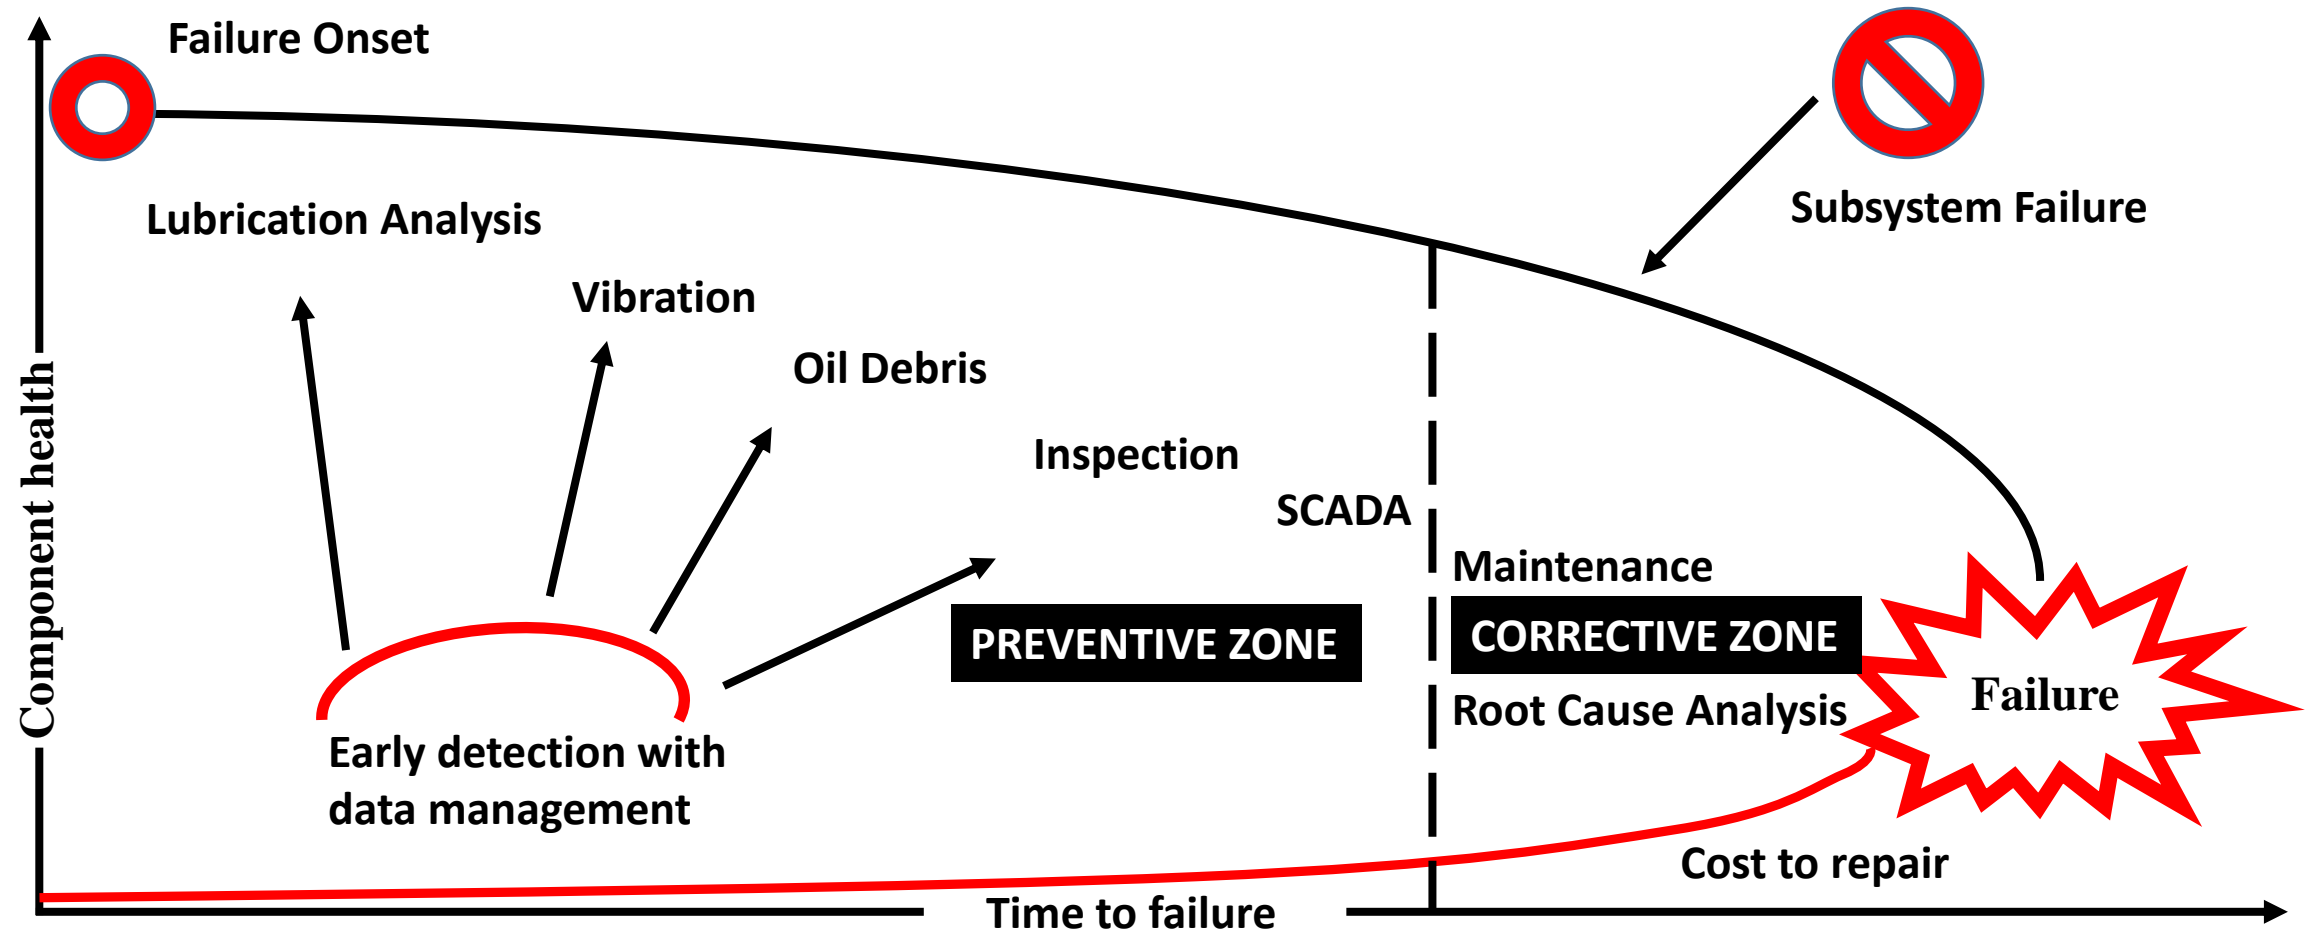 Failure Onset
Subsystem Failure
Lubrication Analysis
Vibration
Oil Debris
Inspection
SCADA
Component health
Maintenance
PREVENTIVE ZONE
CORRECTIVE ZONE
Root Cause Analysis
Failure
Early detection with
data management
Cost to repair
Time to failure